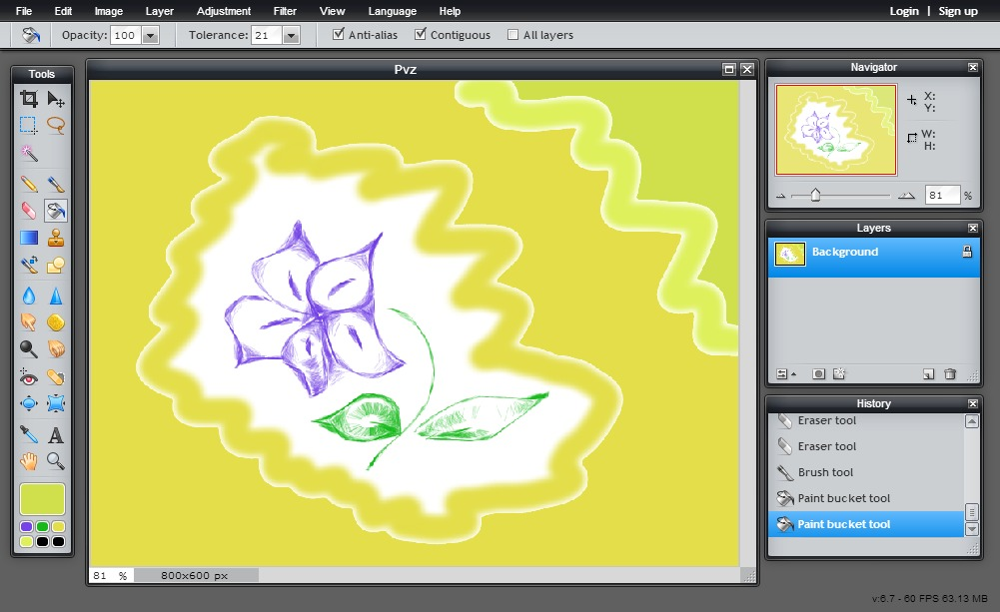 File Edit Image Layer Adjustment Filter View Language Help Login | Sign up
Opacity: 100 Tolerance: 21 Anti-alias Contiguous All layers
Tools
Pvz
81 % 800x600 px
Navigator
X:
Y:
W:
H:
81 %
Layers
Background
History
Eraser tool
Eraser tool
Brush tool
Paint bucket tool
Paint bucket tool
v:6.7 - 60 FPS 63.13 MB